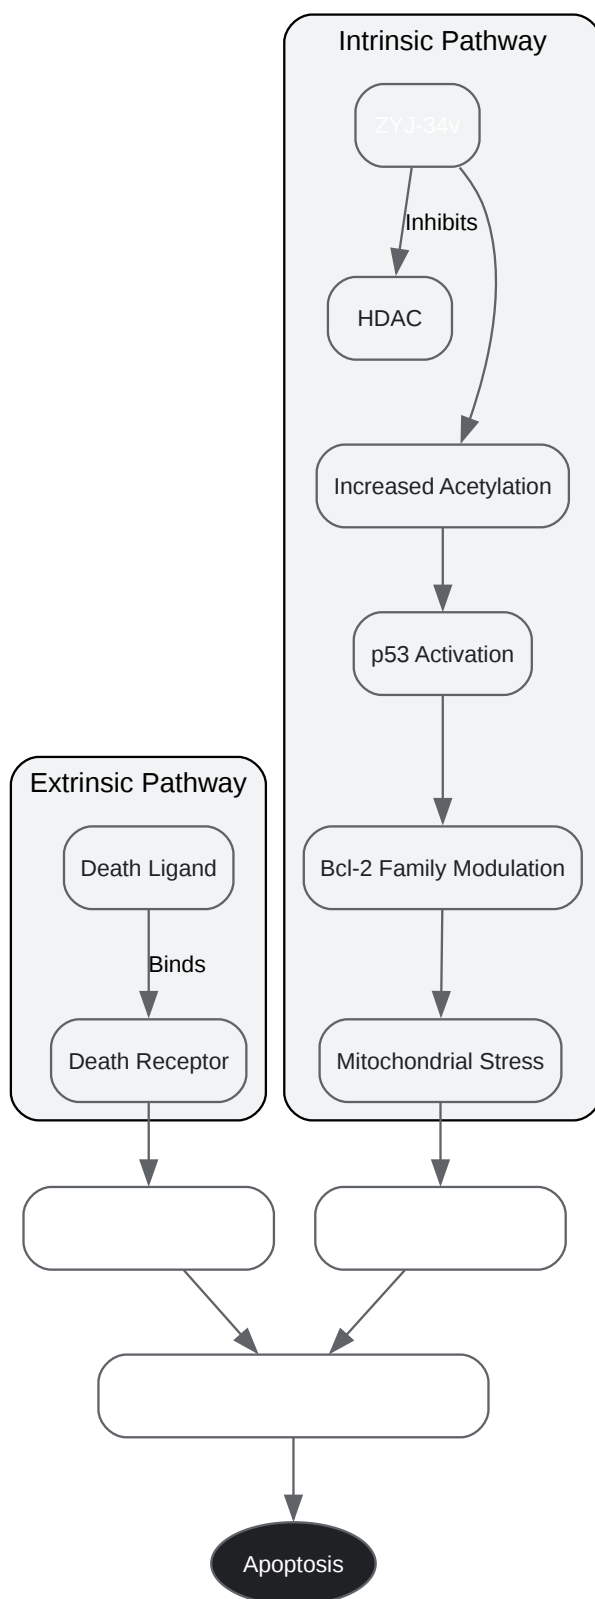 Intrinsic Pathway
ZYJ-34v
Inhibits
HDAC
Increased Acetylation
p53 Activation
Extrinsic Pathway
Death Ligand
Bcl-2 Family Modulation
Binds
Death Receptor
Mitochondrial Stress
Apoptosis